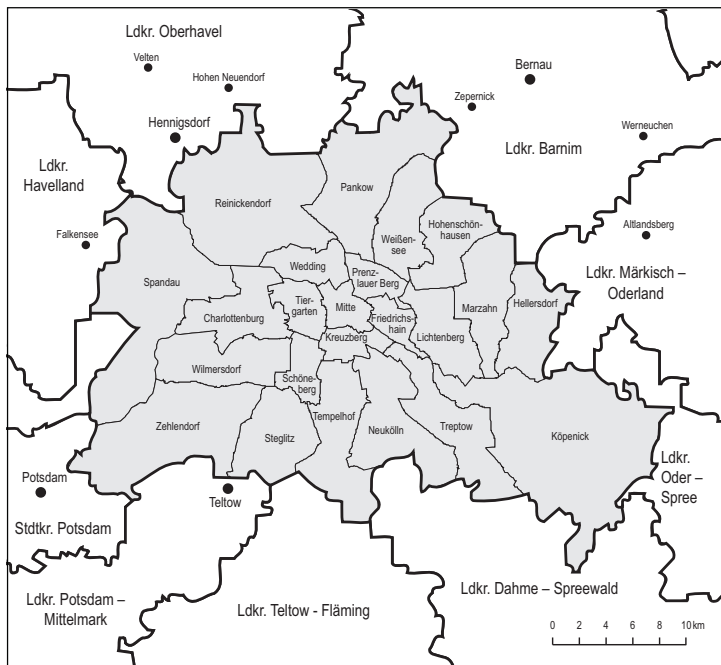 Ldkr. Oberhavel
Velten
Hohen Neuendorf
Hennigsdorf
Bernau
Zepernick
Werneuchen
Ldkr. Barnim
Ldkr.
Havelland
Falkensee
Altlandsberg
Ldkr. Märkisch –
Oderland
Reinickendorf
Pankow
Weißen-
see
Hohenschön-
hausen
Spandau
Wedding
Prenz-
lauer Berg
Marzahn
Hellersdorf
Charlottenburg
Tier-
garten
Mitte
Friedrichs-
hain
Lichtenberg
Kreuzberg
Wilmersdorf
Schöne-
berg
Zehlendorf
Steglitz
Tempelhof
Neukölln
Treptow
Köpenick
Potsdam
Stdtkr. Potsdam
Teltow
Ldkr.
Oder –
Spree
Ldkr. Potsdam –
Mittelmark
Ldkr. Teltow - Fläming
Ldkr. Dahme – Spreewald
0 2 4 6 8 10 km